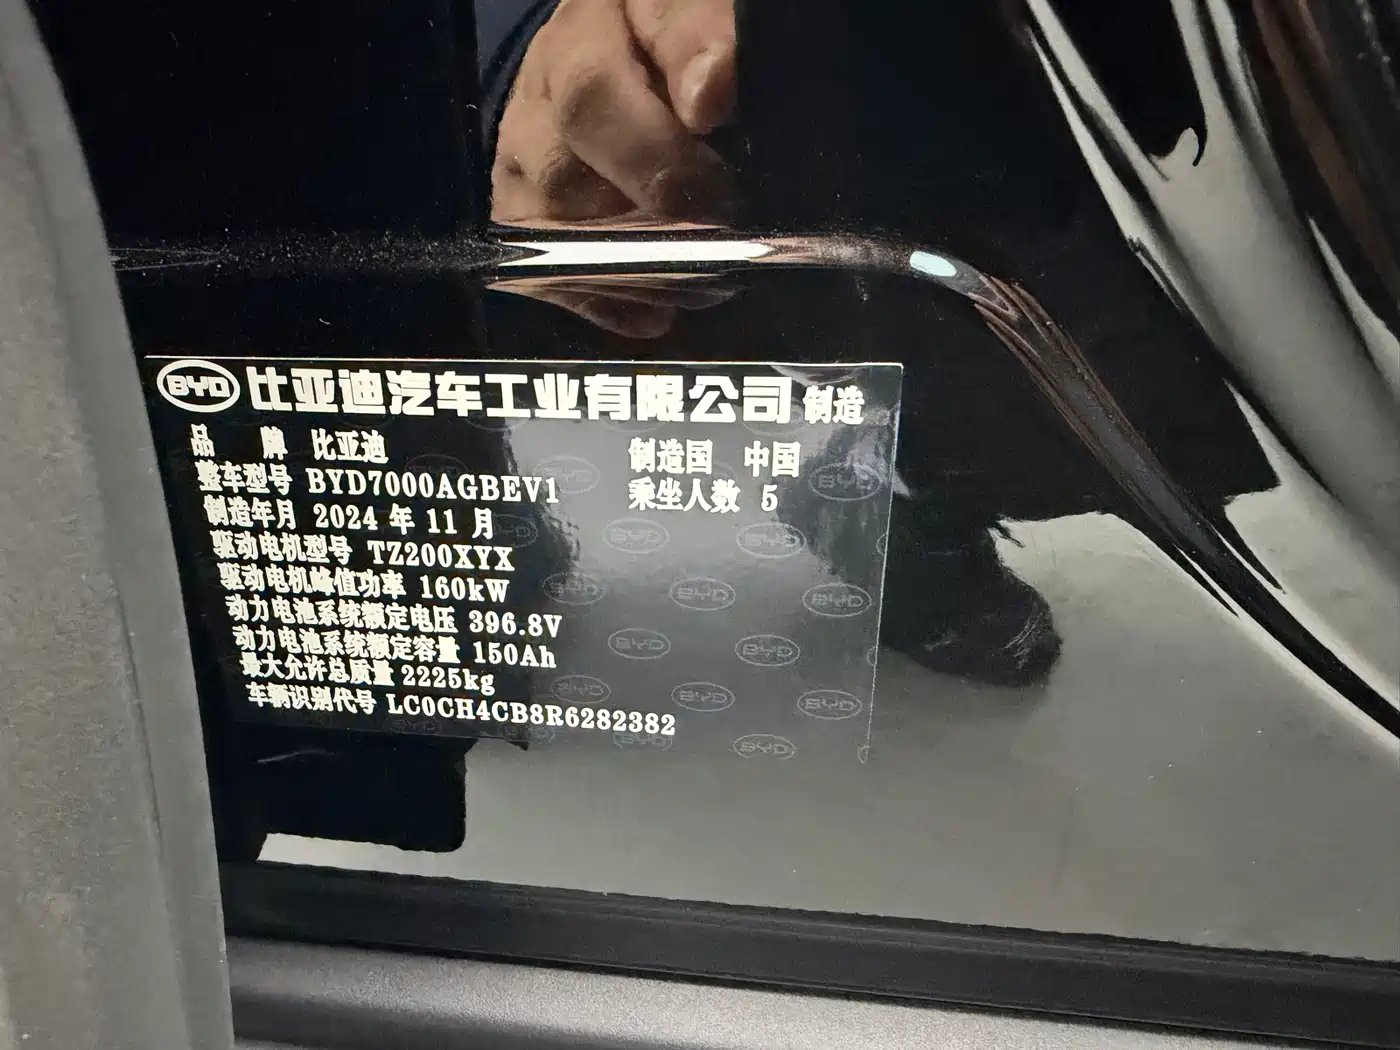 BYD 比亚迪汽车工业有限公司 制造
品 牌 比亚迪 制造国 中国
整车型号 BYD7000AGBEV1 乘坐人数 5
制造年月 2024 年 11 月
驱动电机型号 TZ200XYX
驱动电机峰值功率 160kW
动力电池系统额定电压 396.8V
动力电池系统额定容量 150Ah
最大允许总质量 2225kg
车辆识别代号 LC0CH4CB8R6282382